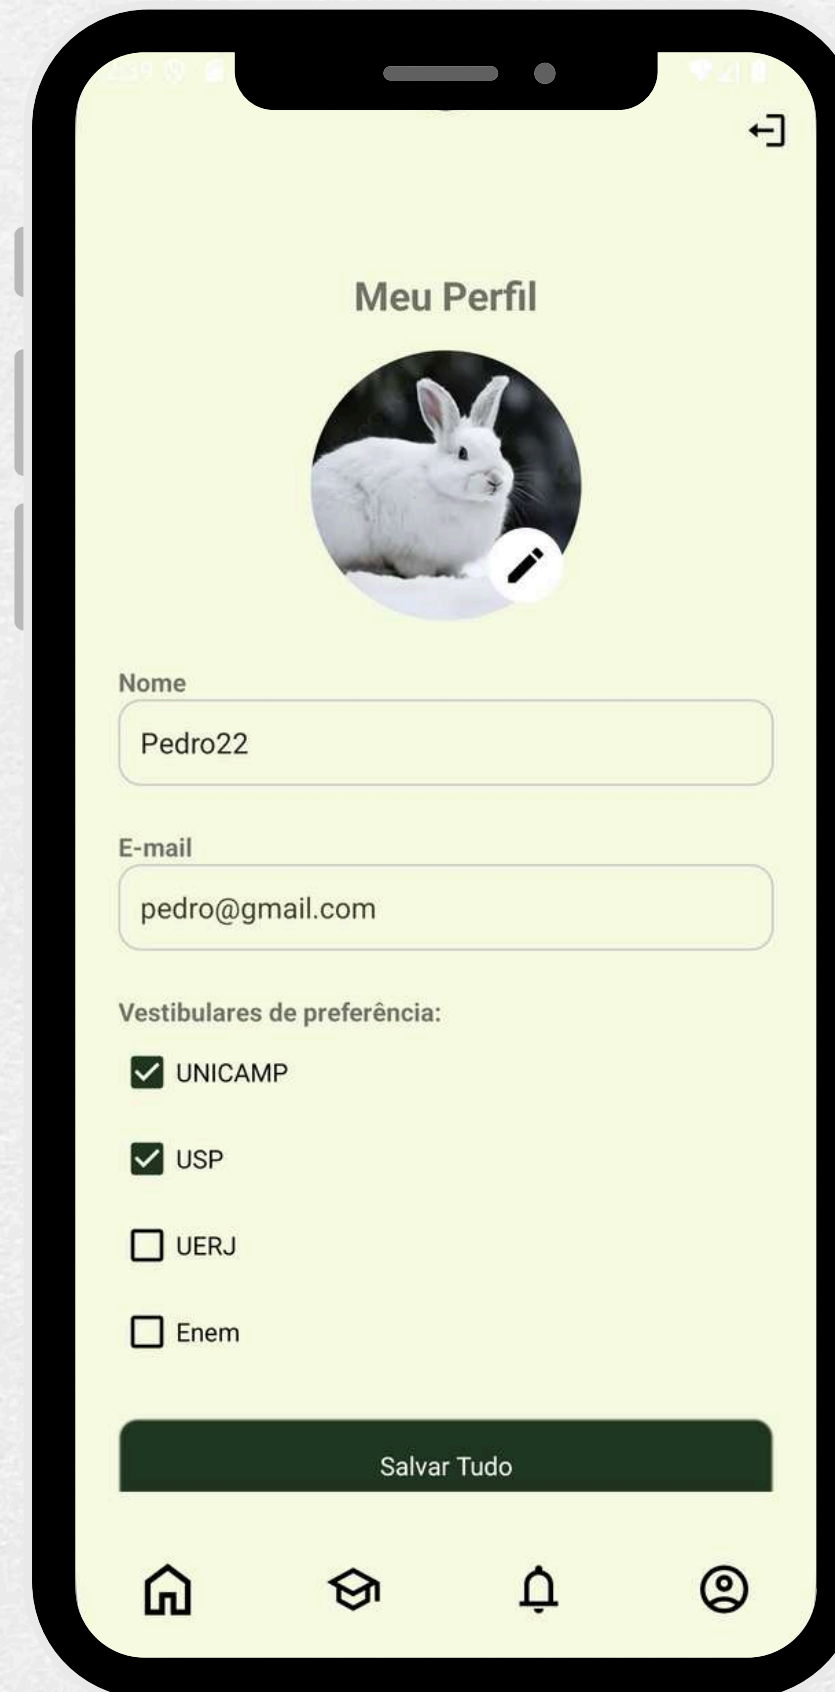 Meu Perfil
Nome
Pedro22
E-mail
pedro@gmail.com
Vestibulares de preferência:
UNICAMP
USP
UERJ
Enem
Salvar Tudo